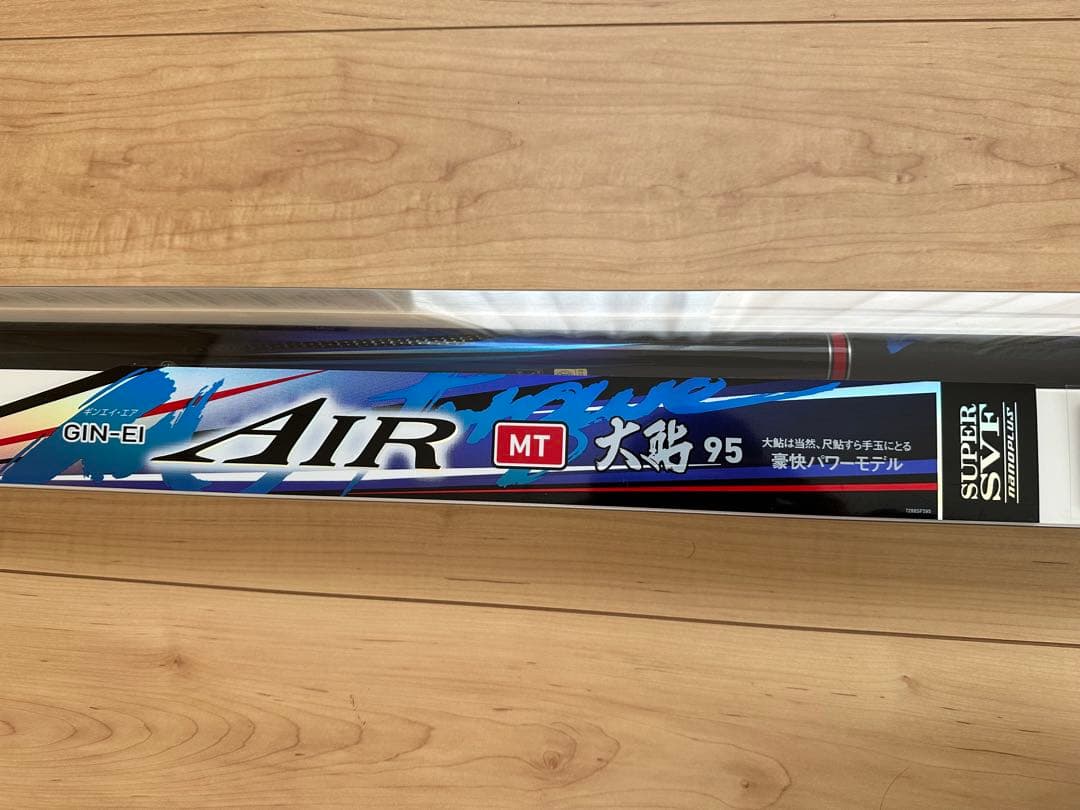 ギンエイ・エア
GIN-EI
AIR
MT
大鮎 95
大鮎は当然、尺鮎すら手玉にとる
豪快パワーモデル
SUPER
SVF
nanoplus